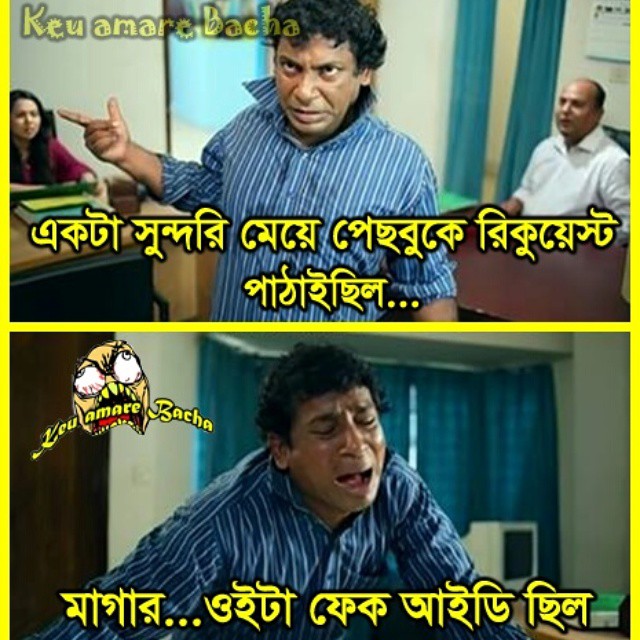 Keu amare Bacha
একটা সুন্দরি মেয়ে পেছবুকে রিকুয়েস্ট
পাঠাইছিল...
Keu amare Bacha
মাগার...ওইটা ফেক আইডি ছিল